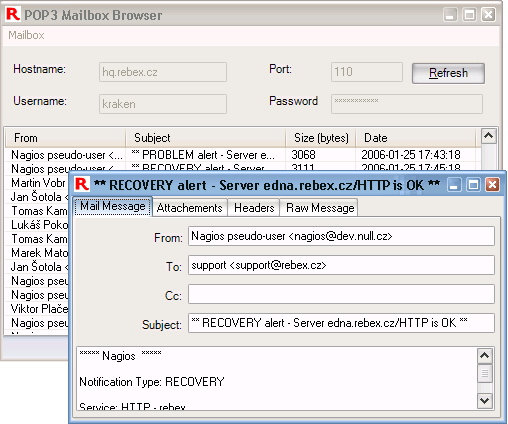 POP3 Mailbox Browser
Mailbox
Hostname: hq.rebex.cz Port: 110 Refresh
Username: kraken Password ***********
From Subject Size (bytes) Date
Nagios pseudo-user <... ** PROBLEM alert - Server e... 3068 2006-01-25 17:43:18
Nagios pseudo-user <... ** RECOVERY alert - Server ... 3111 2006-01-25 17:45:18
Martin Vobr
Jan Šotola <
Tomas Kam
Lukáš Poko
Tomas Kam
Marek Mato
Jan Šotola <
Nagios pseu
Nagios pseu
Viktor Plače
Nagios pseu
R ** RECOVERY alert - Server edna.rebex.cz/HTTP is OK **
Mail Message Attachements Headers Raw Message
From: Nagios pseudo-user <nagios@dev.null.cz>
To: support <support@rebex.cz>
Cc:
Subject: ** RECOVERY alert - Server edna.rebex.cz/HTTP is OK **
***** Nagios *****
Notification Type: RECOVERY
Service: HTTP - rebex